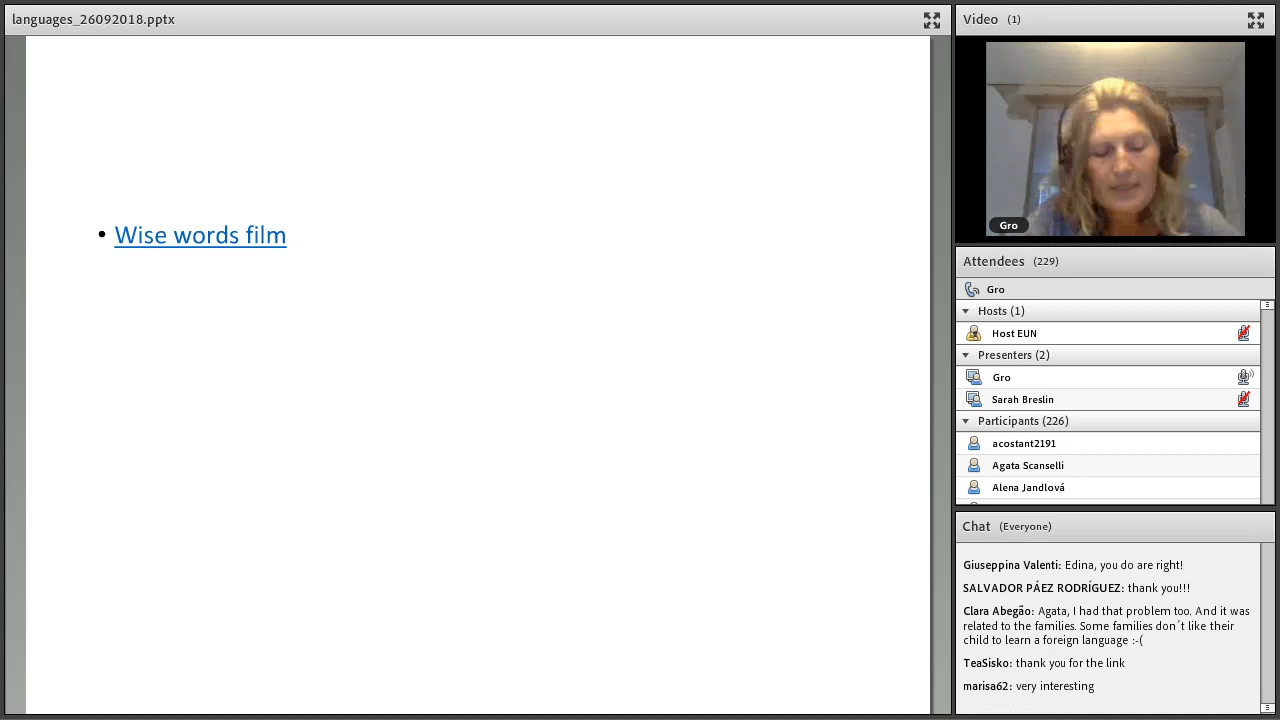 languages_26092018.pptx
• Wise words film
Video (1)
Gro
Attendees (229)
Gro
Hosts (1)
Host EUN
Presenters (2)
Gro
Sarah Breslin
Participants (226)
acostant2191
Agata Scanselli
Alena Jandlová
Chat (Everyone)
Giuseppina Valenti: Edina, you do are right!
SALVADOR PÁEZ RODRÍGUEZ: thank you!!!
Clara Abegão: Agata, I had that problem too. And it was
related to the families. Some families don´t like their
child to learn a foreign language :-(
TeaSisko: thank you for the link
marisa62: very interesting